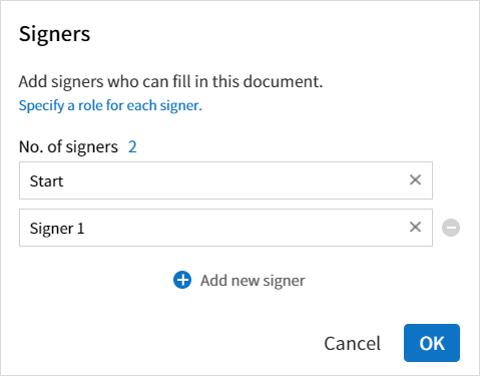 Signers
Add signers who can fill in this document.
Specify a role for each signer.
No. of signers 2
Start
Signer 1
Add new signer
Cancel OK